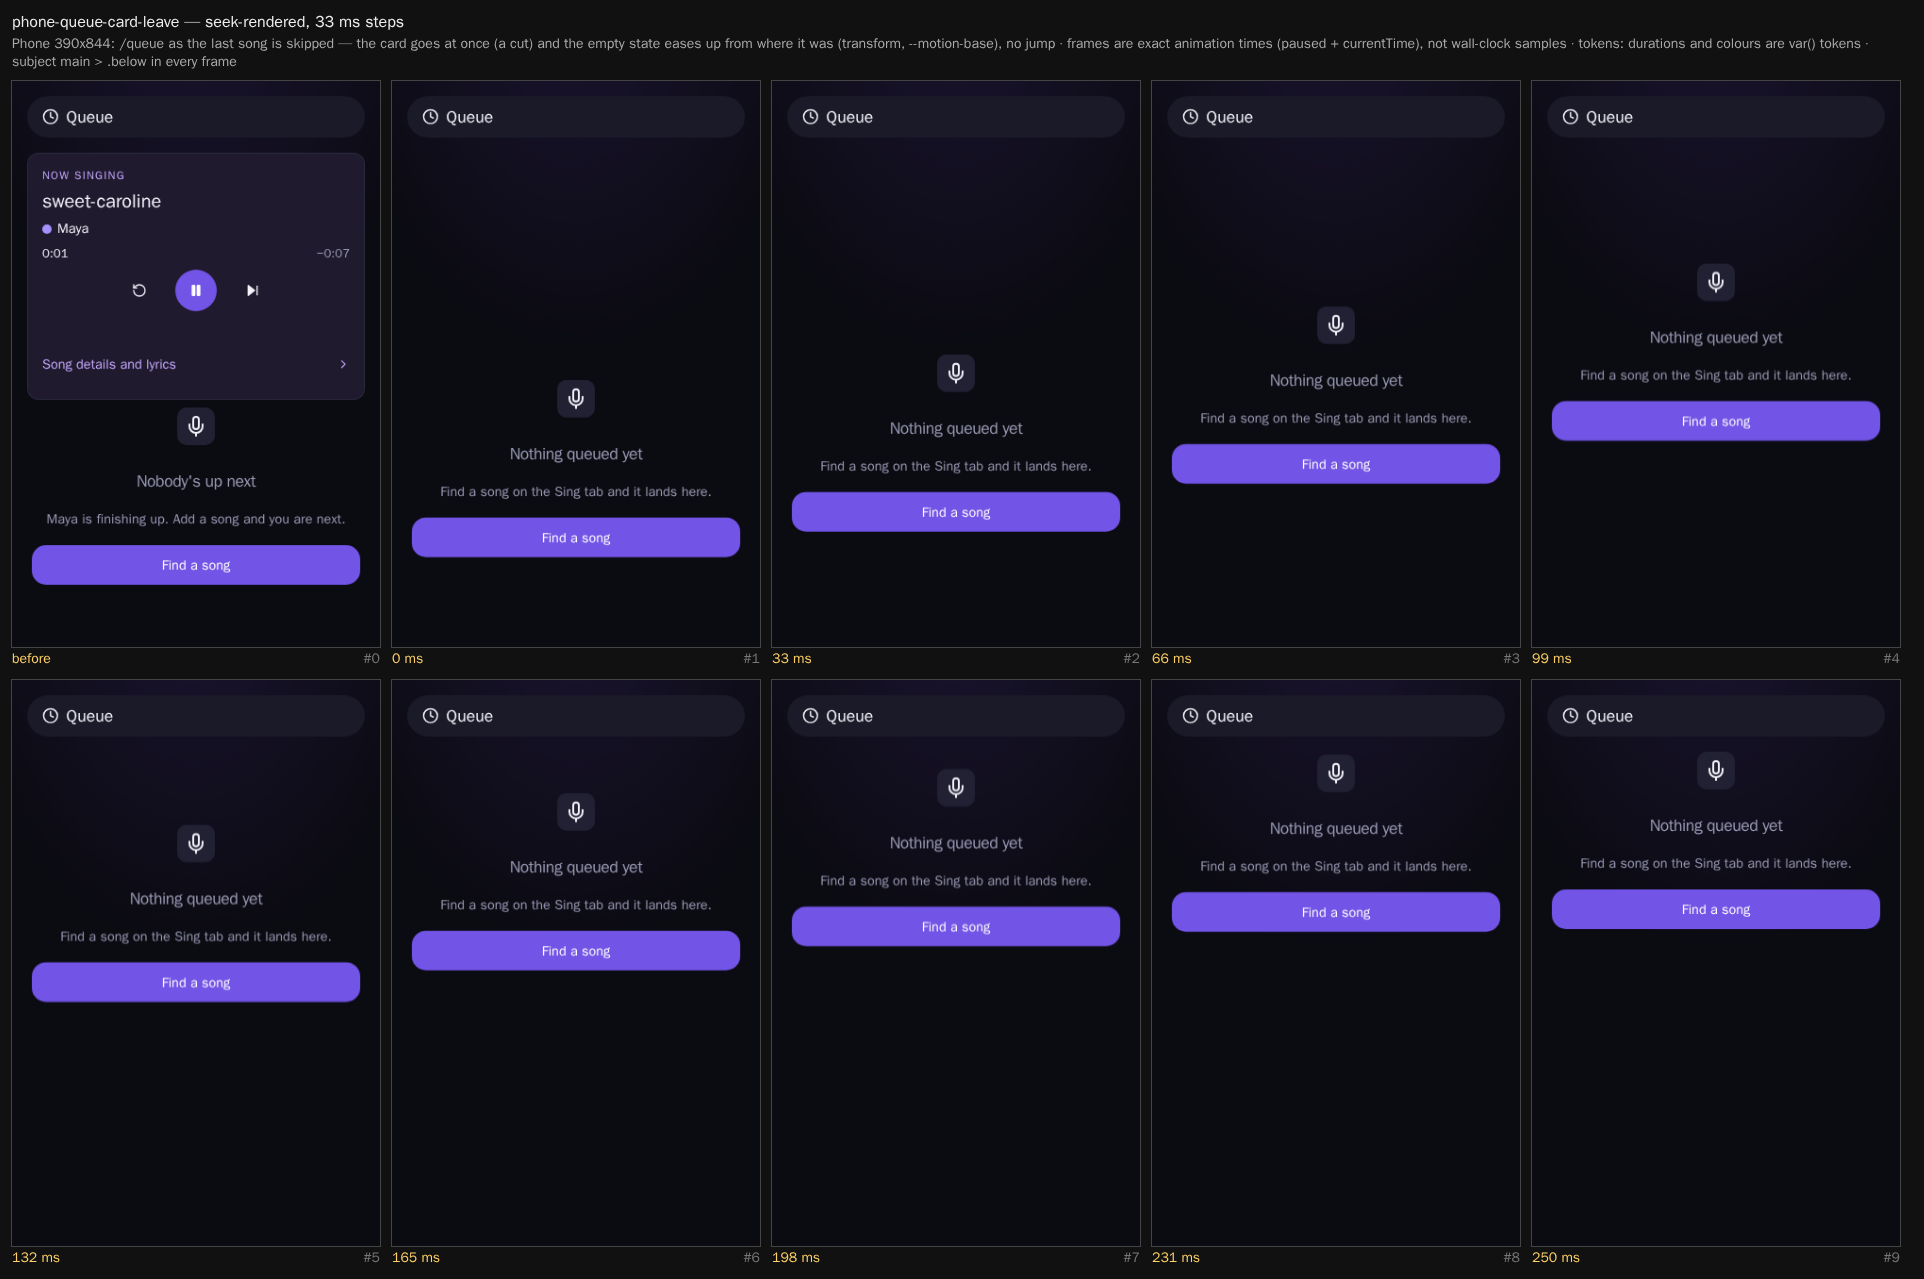 phone-queue-card-leave — seek-rendered, 33 ms steps
Phone 390x844: /queue as the last song is skipped — the card goes at once (a cut) and the empty state eases up from where it was (transform, --motion-base), no jump · frames are exact animation times (paused + currentTime), not wall-clock samples · tokens: durations and colours are var() tokens ·
subject main > .below in every frame
Queue
NOW SINGING
sweet-caroline
Maya
0:01 −0:07
Song details and lyrics
Nobody's up next
Maya is finishing up. Add a song and you are next.
Find a song
before #0
Queue
Nothing queued yet
Find a song on the Sing tab and it lands here.
Find a song
0 ms #1
Queue
Nothing queued yet
Find a song on the Sing tab and it lands here.
Find a song
33 ms #2
Queue
Nothing queued yet
Find a song on the Sing tab and it lands here.
Find a song
66 ms #3
Queue
Nothing queued yet
Find a song on the Sing tab and it lands here.
Find a song
99 ms #4
Queue
Nothing queued yet
Find a song on the Sing tab and it lands here.
Find a song
132 ms #5
Queue
Nothing queued yet
Find a song on the Sing tab and it lands here.
Find a song
165 ms #6
Queue
Nothing queued yet
Find a song on the Sing tab and it lands here.
Find a song
198 ms #7
Queue
Nothing queued yet
Find a song on the Sing tab and it lands here.
Find a song
231 ms #8
Queue
Nothing queued yet
Find a song on the Sing tab and it lands here.
Find a song
250 ms #9